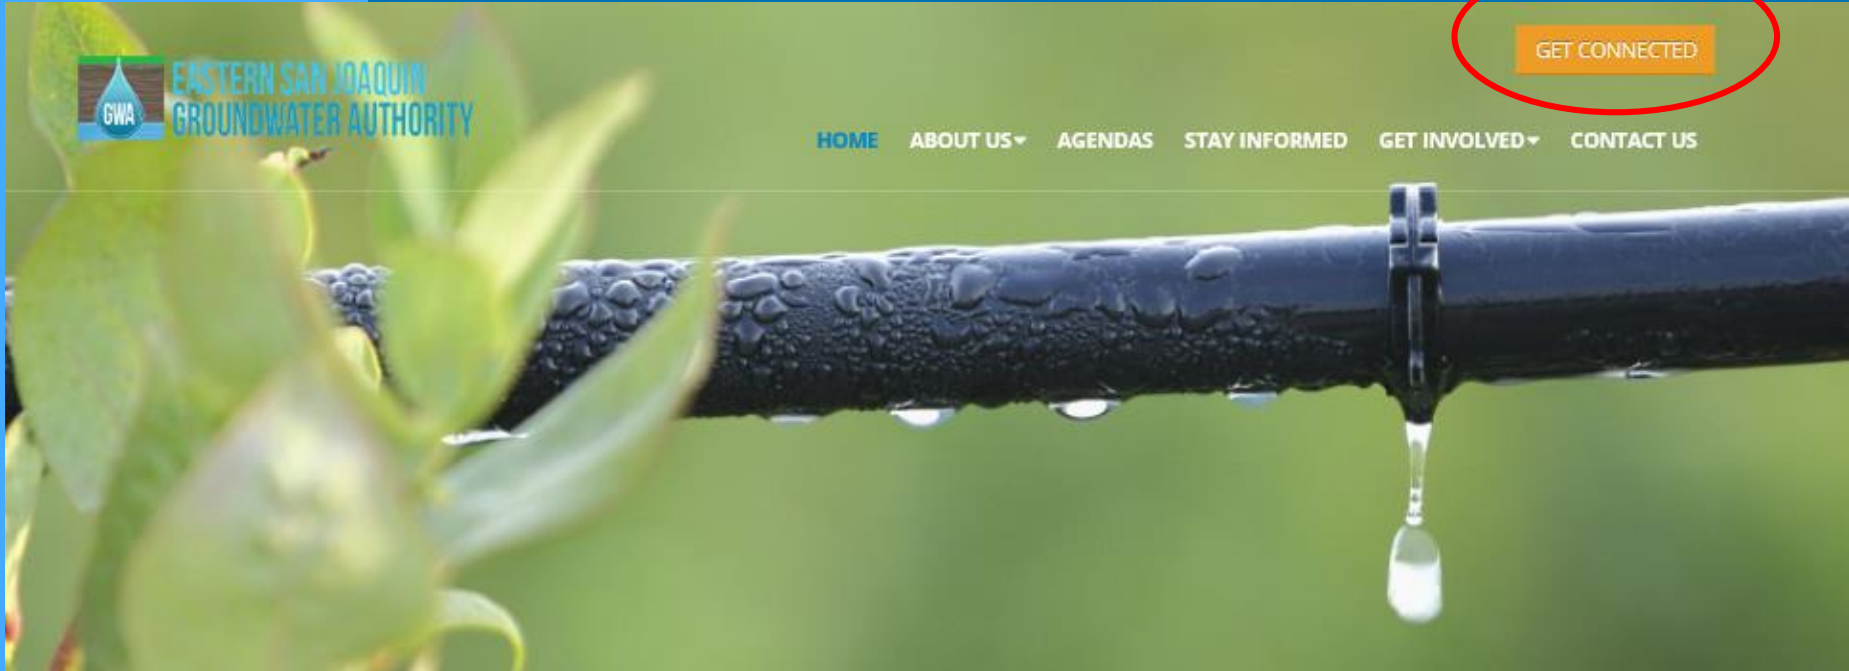 GET CONNECTED
GWA
EASTERN SAN JOAQUIN
GROUNDWATER AUTHORITY
HOME ABOUT US AGENDAS STAY INFORMED GET INVOLVED CONTACT US